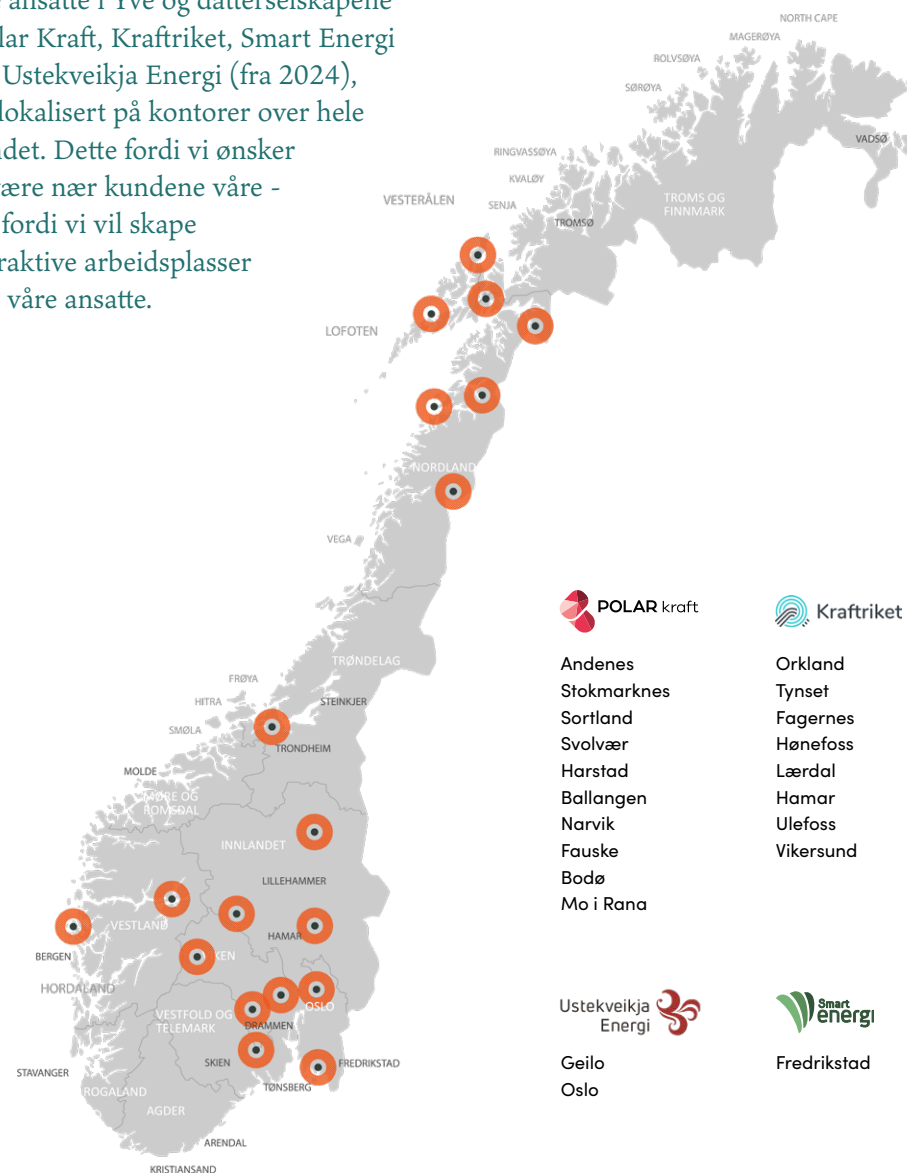 ansatte i Yve og datterselskapene
lar Kraft, Kraftriket, Smart Energi
Ustekveikja Energi (fra 2024),
lokalisert på kontorer over hele
ndet. Dette fordi vi ønsker
være nær kundene våre -
fordi vi vil skape
raktive arbeidsplasser
våre ansatte.
NORTH CAPE
MAGERØYA
ROLVSØYA
SØRØYA
VADSØ
RINGVASSØYA
KVALØY
VESTERÅLEN
SENJA
TROMS OG
FINNMARK
TROMSØ
LOFOTEN
NORDLAND
VEGA
TRØNDELAG
FRØYA
HITRA
STEINKJER
SMØLA
TRONDHEIM
MOLDE
MØRE OG
ROMSDAL
INNLANDET
LILLEHAMMER
VESTLAND
HAMAR
BERGEN
KEN
HORDALAND
OSLO
VESTFOLD OG
TELEMARK
DRAMMEN
SKIEN
FREDRIKSTAD
STAVANGER
TØNSBERG
ROGALAND
AGDER
ARENDAL
KRISTIANSAND
POLAR kraft
Andenes
Stokmarknes
Sortland
Svolvær
Harstad
Ballangen
Narvik
Fauske
Bodø
Mo i Rana
Kraftriket
Orkland
Tynset
Fagernes
Hønefoss
Lærdal
Hamar
Ulefoss
Vikersund
Ustekveikja
Energi
Geilo
Oslo
Smart
energi
Fredrikstad